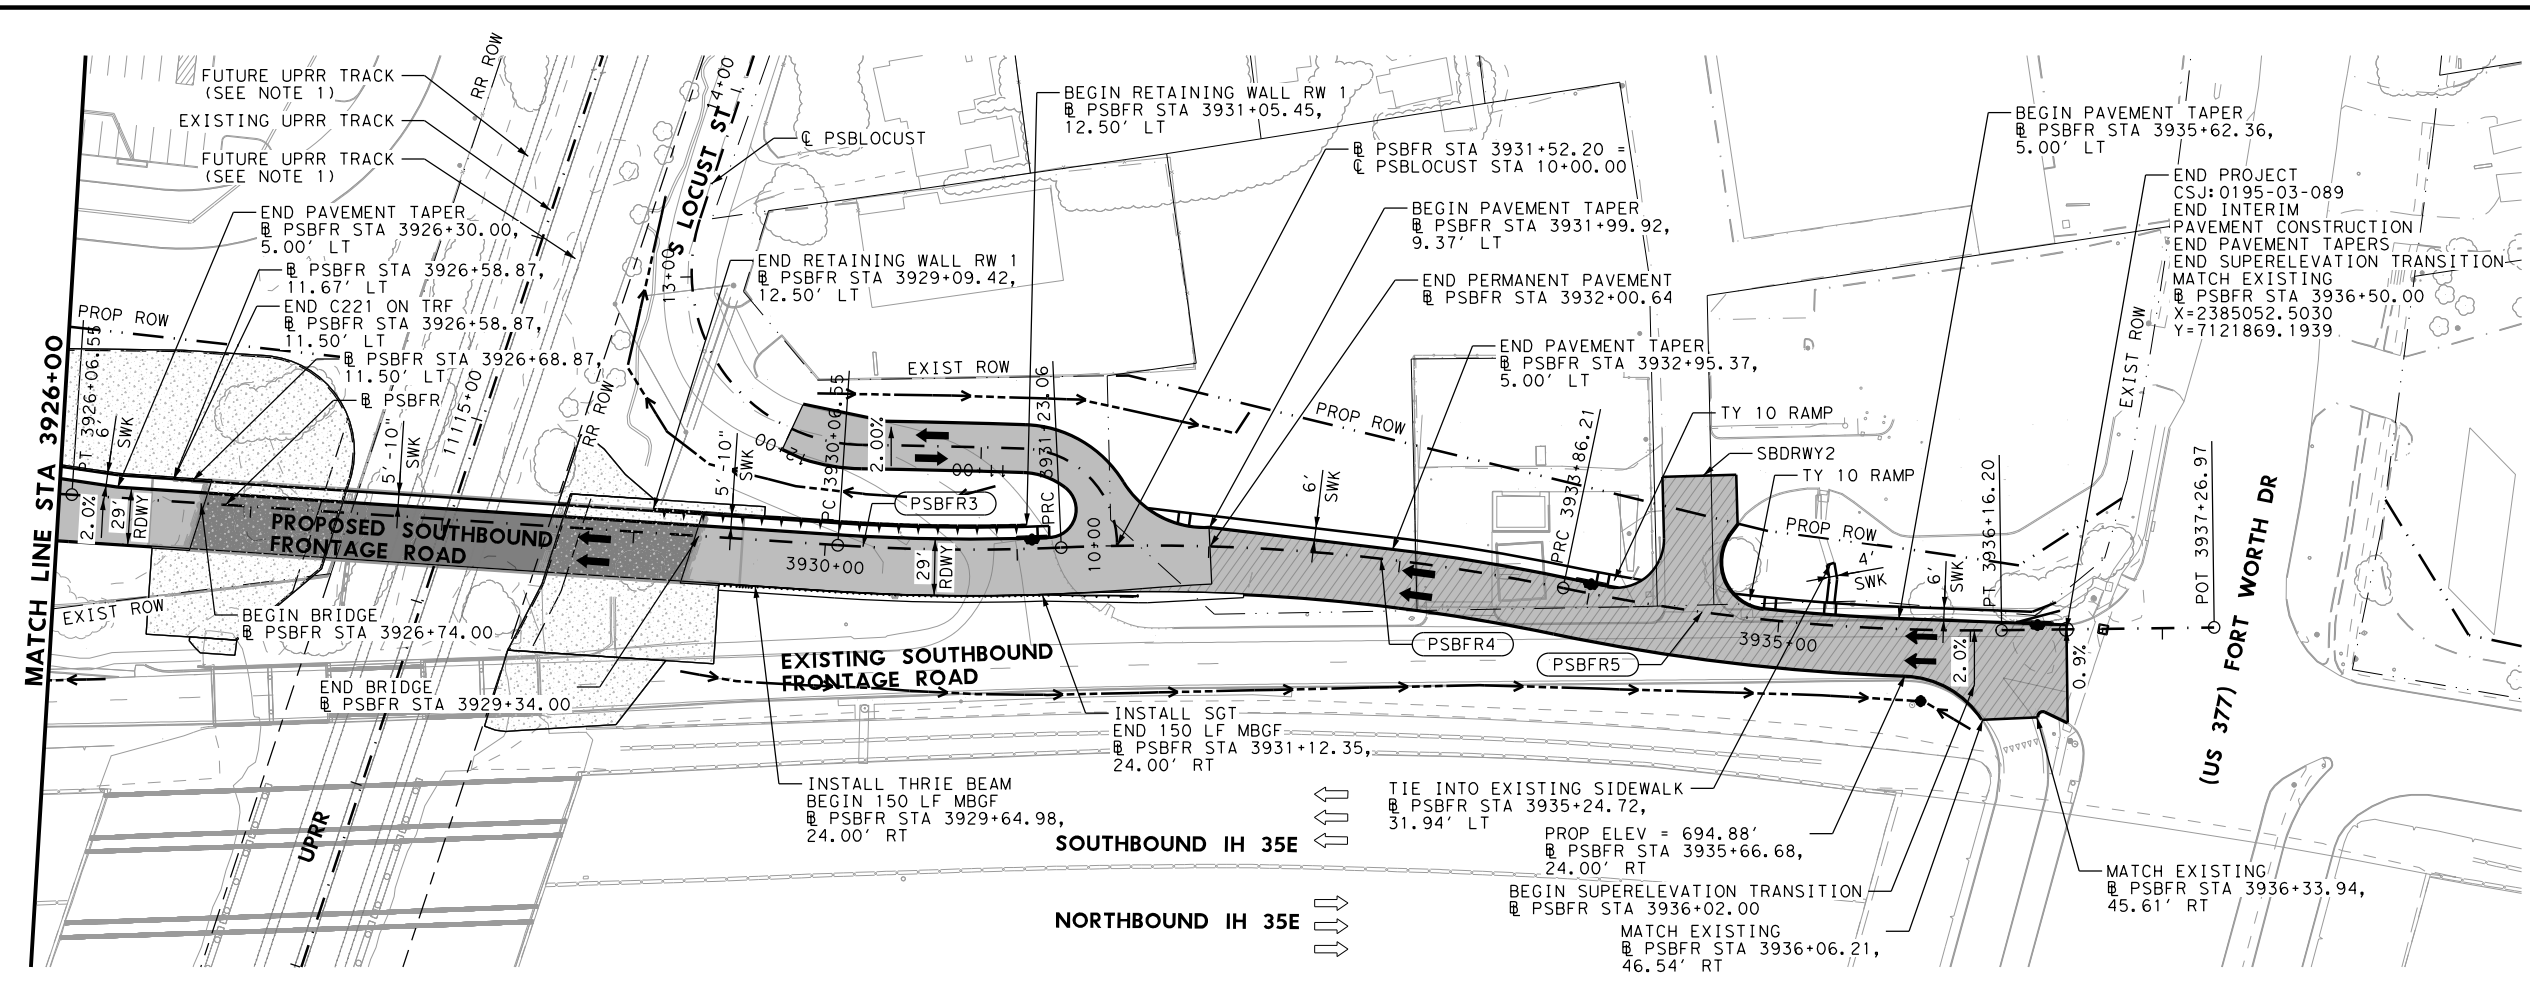 FUTURE UPRR TRACK
(SEE NOTE 1)
EXISTING UPRR TRACK
FUTURE UPRR TRACK
(SEE NOTE 1)
RR ROW
END PAVEMENT TAPER
℄ PSBFR STA 3926+30.00,
5.00' LT
℄ PSBFR STA 3926+58.87,
11.67' LT
END C221 ON TRF
℄ PSBFR STA 3926+58.87,
11.50' LT
℄ PSBFR STA 3926+68.87,
11.50' LT
℄ PSBFR
PROP ROW
MATCH LINE STA 3926+00
PT 3926+06.55
6'
SWK
5'-10"
SWK
1115+00
RR ROW
2.0%
29'
RDWY
PROPOSED SOUTHBOUND
FRONTAGE ROAD
EXIST ROW
BEGIN BRIDGE
℄ PSBFR STA 3926+74.00
END BRIDGE
℄ PSBFR STA 3929+34.00
UPRR
S LOCUST ST
14+00
13+00
℄ PSBLOCUST
END RETAINING WALL RW 1
℄ PSBFR STA 3929+09.42,
12.50' LT
BEGIN RETAINING WALL RW 1
℄ PSBFR STA 3931+05.45,
12.50' LT
℄ PSBFR STA 3931+52.20 =
℄ PSBLOCUST STA 10+00.00
BEGIN PAVEMENT TAPER
℄ PSBFR STA 3931+99.92,
9.37' LT
END PERMANENT PAVEMENT
℄ PSBFR STA 3932+00.64
END PAVEMENT TAPER
℄ PSBFR STA 3932+95.37,
5.00' LT
EXIST ROW
PROP ROW
5'-10"
SWK
PC 3930+06.55
2.00%
11+00
PRC 3931+23.06
PSBFR3
3930+00
29'
RDWY
10+00
6'
SWK
PRC 3933+86.21
TY 10 RAMP
SBDRWY2
TY 10 RAMP
PROP ROW
4'
SWK
6'
SWK
PT 3936+16.20
POT 3937+26.97
EXIST ROW
BEGIN PAVEMENT TAPER
℄ PSBFR STA 3935+62.36,
5.00' LT
END PROJECT
CSJ:0195-03-089
END INTERIM
PAVEMENT CONSTRUCTION
END PAVEMENT TAPERS
END SUPERELEVATION TRANSITION
MATCH EXISTING
℄ PSBFR STA 3936+50.00
X=2385052.5030
Y=7121869.1939
(US 377) FORT WORTH DR
PSBFR4
PSBFR5
3935+00
2.0%
0.9%
EXISTING SOUTHBOUND
FRONTAGE ROAD
INSTALL SGT
END 150 LF MBGF
℄ PSBFR STA 3931+12.35,
24.00' RT
INSTALL THRIE BEAM
BEGIN 150 LF MBGF
℄ PSBFR STA 3929+64.98,
24.00' RT
SOUTHBOUND IH 35E
NORTHBOUND IH 35E
TIE INTO EXISTING SIDEWALK
℄ PSBFR STA 3935+24.72,
31.94' LT
PROP ELEV = 694.88'
℄ PSBFR STA 3935+66.68,
24.00' RT
BEGIN SUPERELEVATION TRANSITION
℄ PSBFR STA 3936+02.00
MATCH EXISTING
℄ PSBFR STA 3936+06.21,
46.54' RT
MATCH EXISTING
℄ PSBFR STA 3936+33.94,
45.61' RT